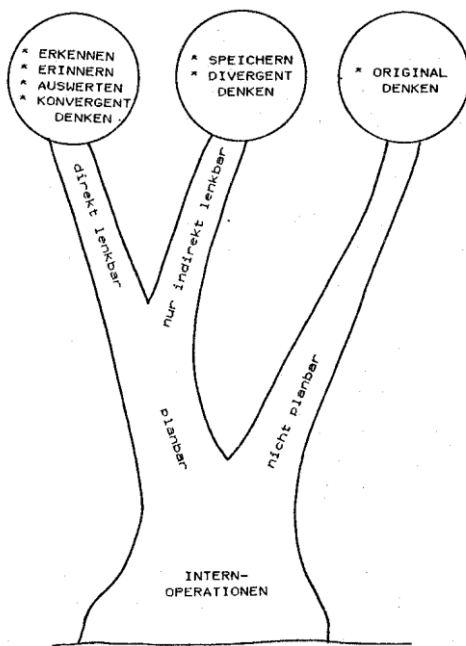 * ERKENNEN
* ERINNERN
* AUSWERTEN
* KONVERGENT
DENKEN
* SPEICHERN
* DIVERGENT
DENKEN
* ORIGINAL
DENKEN
direkt lenkbar
nur indirekt lenkbar
planbar
nicht planbar
INTERN-
OPERATIONEN